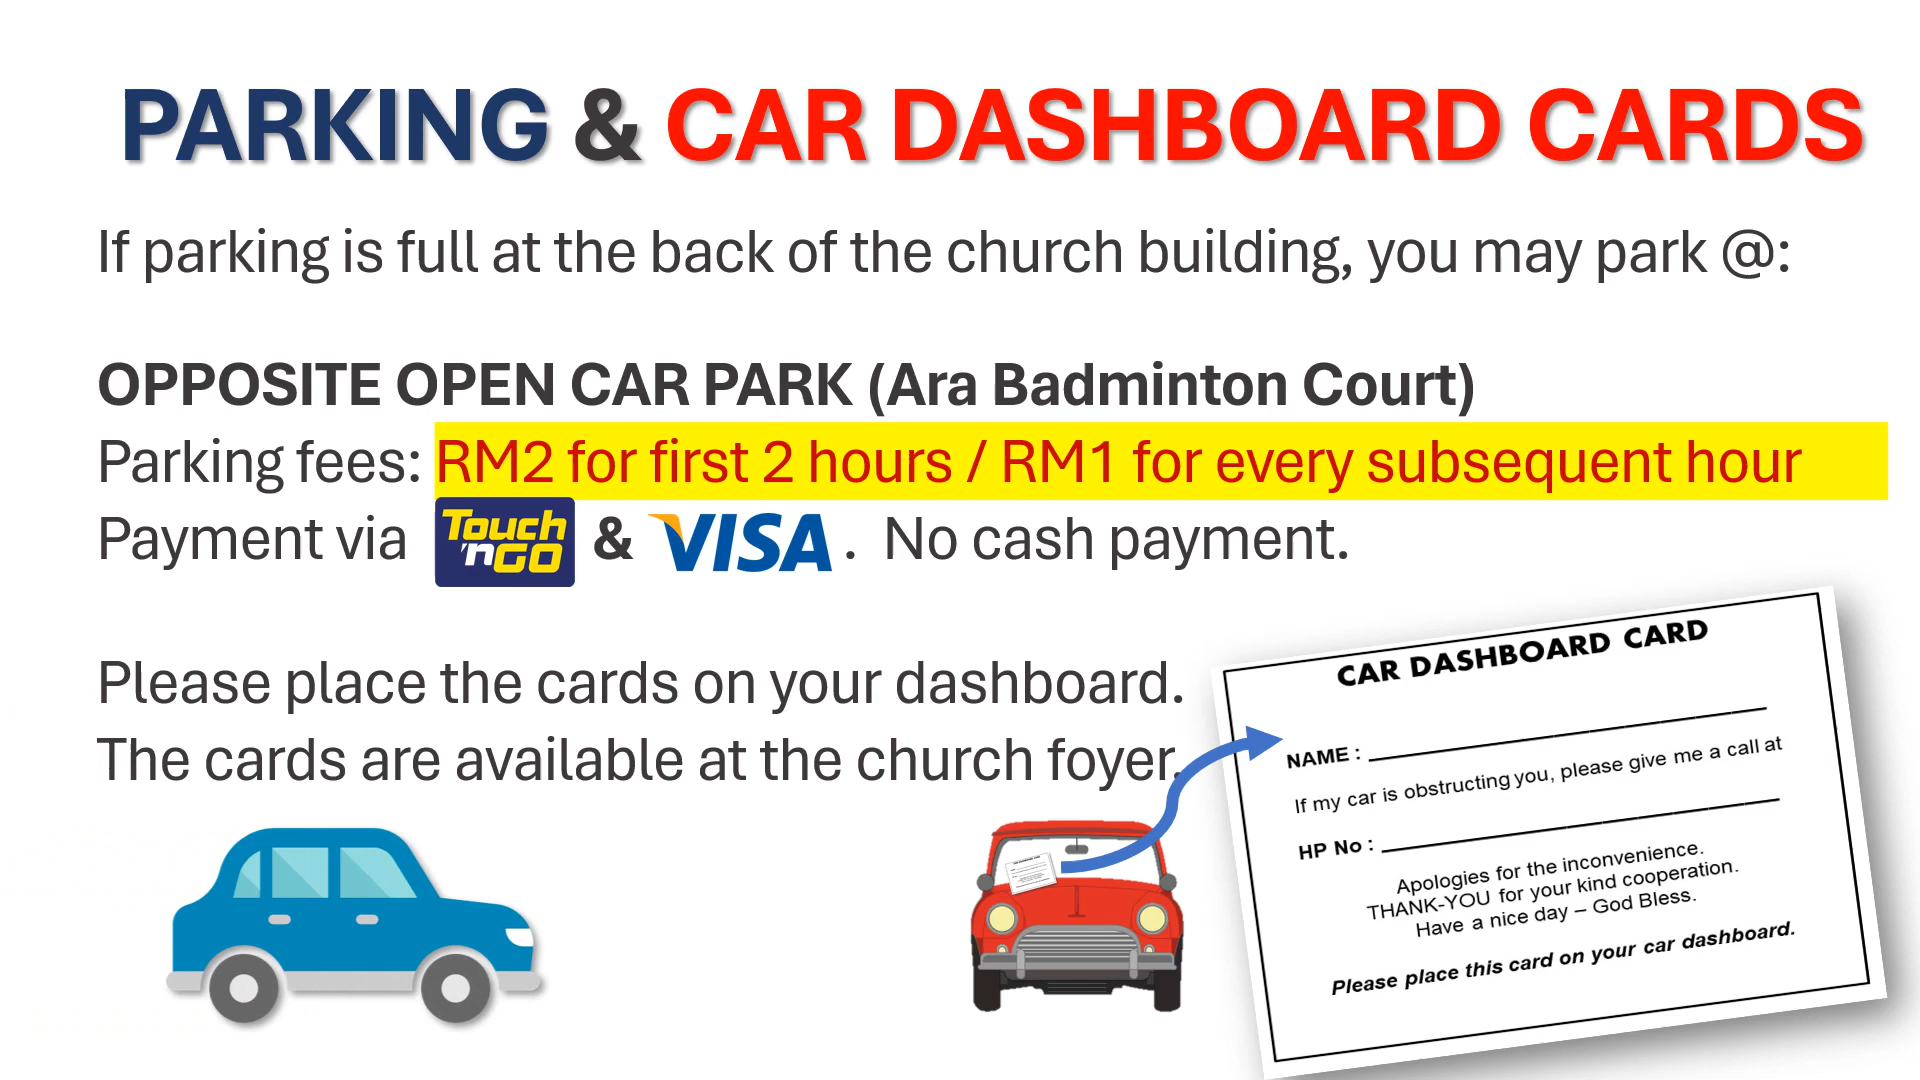 PARKING & CAR DASHBOARD CARDS
If parking is full at the back of the church building, you may park @:
OPPOSITE OPEN CAR PARK (Ara Badminton Court)
Parking fees: RM2 for first 2 hours / RM1 for every subsequent hour
Payment via Touch 'n GO & VISA . No cash payment.
Please place the cards on your dashboard.
The cards are available at the church foyer.
CAR DASHBOARD CARD
NAME : ____________________
If my car is obstructing you, please give me a call at
HP No : ____________________
Apologies for the inconvenience.
THANK-YOU for your kind cooperation.
Have a nice day – God Bless.
Please place this card on your car dashboard.